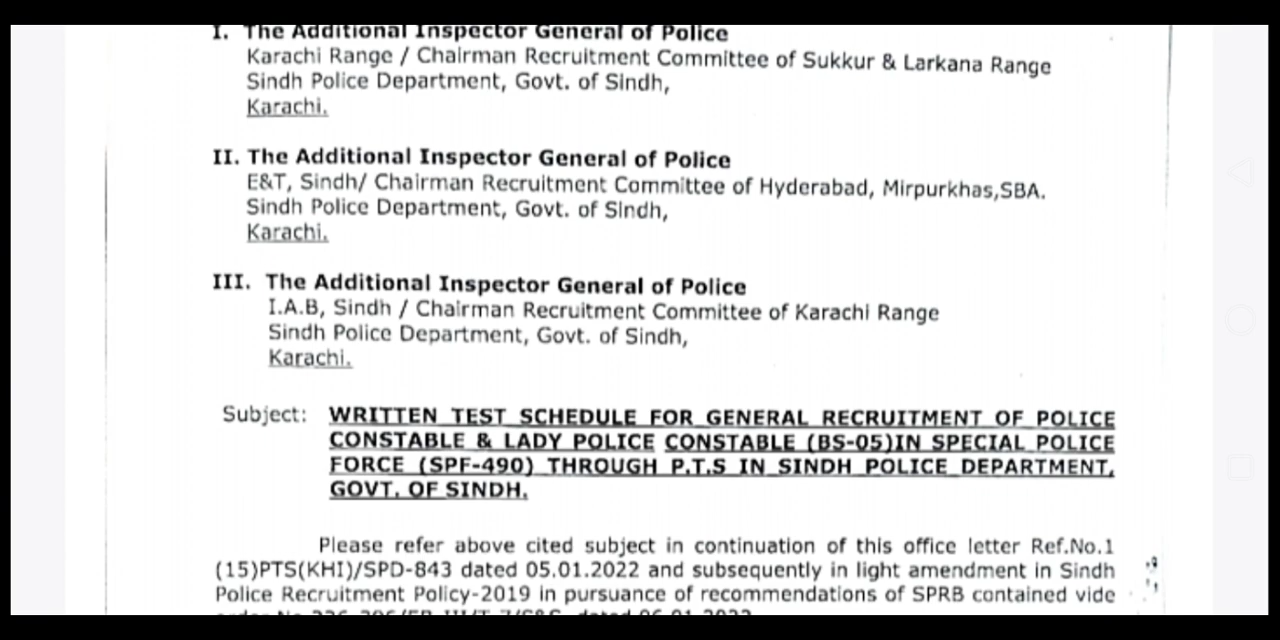 I. The Additional Inspector General of Police
Karachi Range / Chairman Recruitment Committee of Sukkur & Larkana Range
Sindh Police Department, Govt. of Sindh,
Karachi.
II. The Additional Inspector General of Police
E&T, Sindh/ Chairman Recruitment Committee of Hyderabad, Mirpurkhas,SBA.
Sindh Police Department, Govt. of Sindh,
Karachi.
III. The Additional Inspector General of Police
I.A.B, Sindh / Chairman Recruitment Committee of Karachi Range
Sindh Police Department, Govt. of Sindh,
Karachi.
Subject: WRITTEN TEST SCHEDULE FOR GENERAL RECRUITMENT OF POLICE
CONSTABLE & LADY POLICE CONSTABLE (BS-05)IN SPECIAL POLICE
FORCE (SPF-490) THROUGH P.T.S IN SINDH POLICE DEPARTMENT,
GOVT. OF SINDH.
Please refer above cited subject in continuation of this office letter Ref.No.1
(15)PTS(KHI)/SPD-843 dated 05.01.2022 and subsequently in light amendment in Sindh
Police Recruitment Policy-2019 in pursuance of recommendations of SPRB contained vide